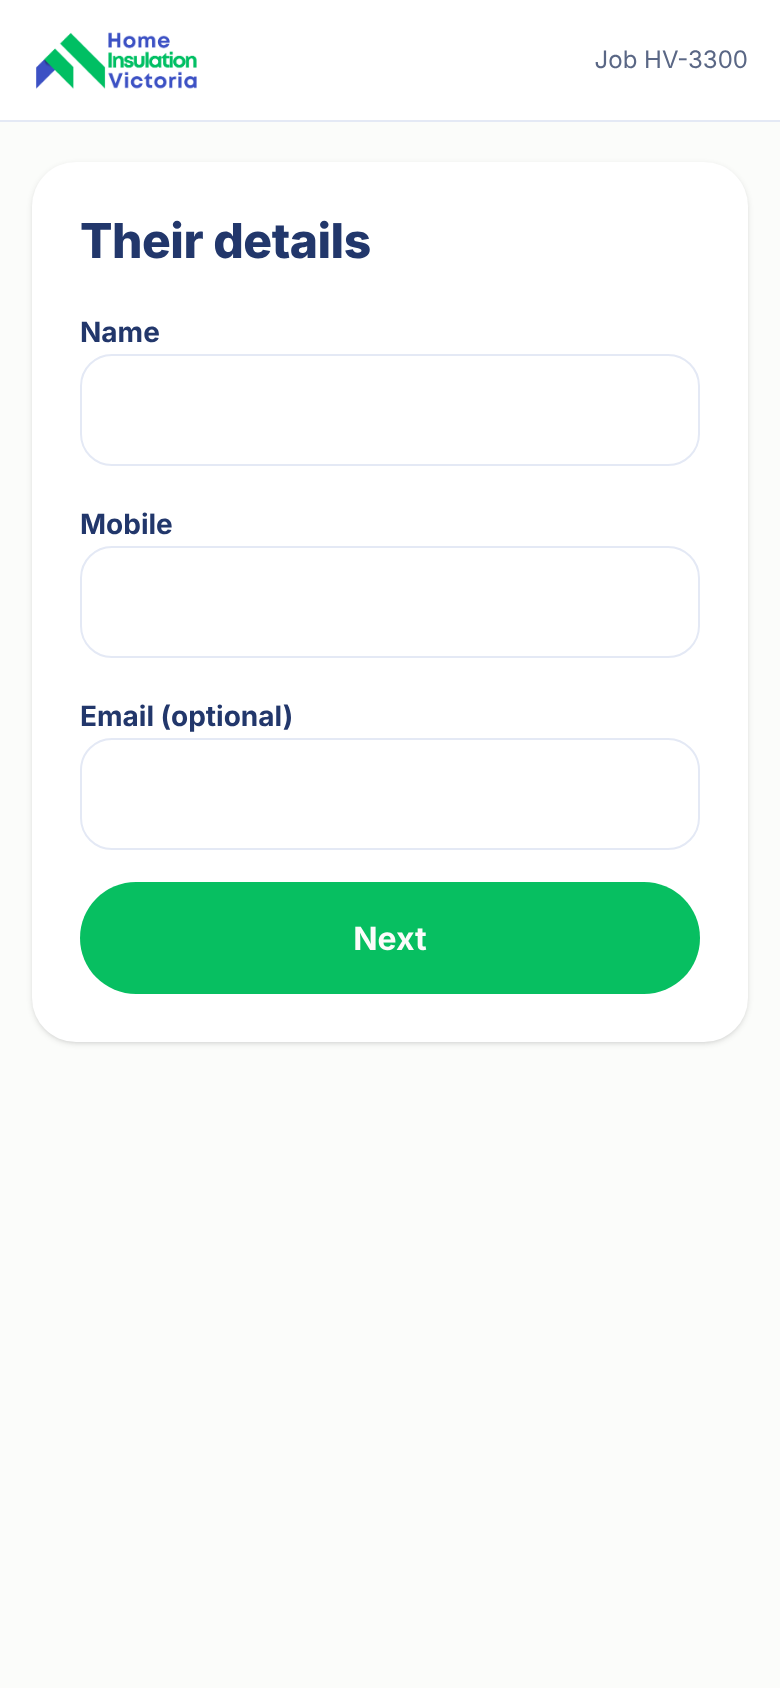 Home
Insulation
Victoria
Job HV-3300
Their details
Name
Mobile
Email (optional)
Next